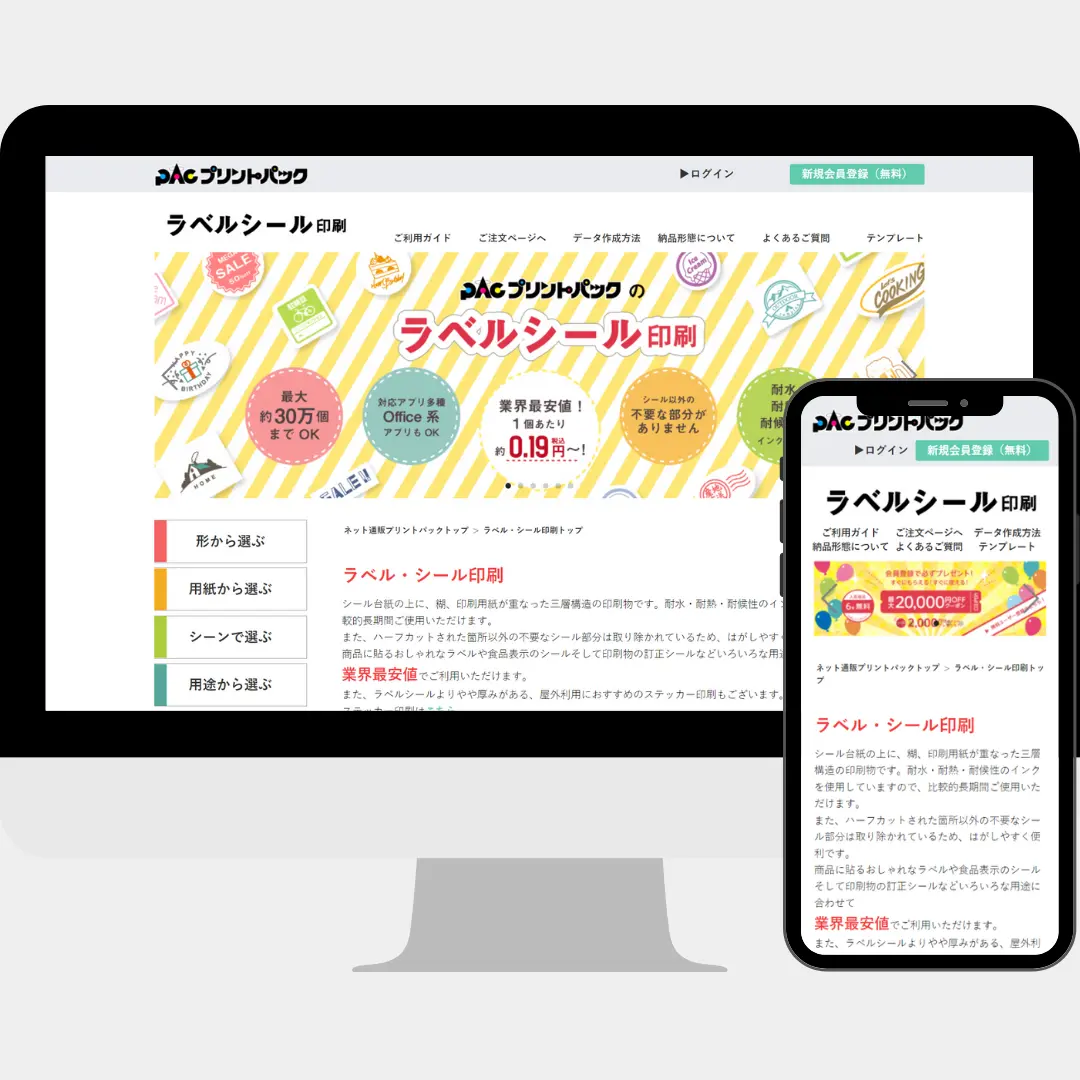 pAC プリントパック
▶ログイン
新規会員登録（無料）
ラベルシール 印刷
ご利用ガイド
ご注文ページへ
データ作成方法
納品形態について
よくあるご質問
テンプレート
SALE
Happy Birthday!
Ice Cream
OUTDOOR
Let's COOKING
HAPPY BIRTHDAY
HOME
SALE!
産地
pAC プリントパック の
ラベルシール 印刷
最大
約30万個
まで OK
対応アプリ多種
Office 系
アプリも OK
業界最安値！
1個あたり
約0.19税込円〜!
シール以外の
不要な部分が
ありません
耐水
耐
耐候
インク
形から選ぶ
用紙から選ぶ
シーンで選ぶ
用途から選ぶ
ネット通販プリントパックトップ ＞ ラベル・シール印刷トップ
ラベル・シール印刷
シール台紙の上に、糊、印刷用紙が重なった三層構造の印刷物です。耐水・耐熱・耐候性のイン
較的長期間ご使用いただけます。
また、ハーフカットされた箇所以外の不要なシール部分は取り除かれているため、はがしやす
商品に貼るおしゃれなラベルや食品表示のシールそして印刷物の訂正シールなどいろいろな用途
業界最安値でご利用いただけます。
また、ラベルシールよりやや厚みがある、屋外利用におすすめのステッカー印刷もございます。
ステッカー印刷はこちら
pAC プリントパック
▶ログイン
新規会員登録（無料）
ラベルシール 印刷
ご利用ガイド
ご注文ページへ
データ作成方法
納品形態について
よくあるご質問
テンプレート
会員登録で必ずプレゼント！
すぐにもらえる！すぐに使える！
6 無料
最大20,000円OFF
クーポン
2,000
ネット通販プリントパックトップ ＞ ラベル・シール印刷トッ
プ
ラベル・シール印刷
シール台紙の上に、糊、印刷用紙が重なった三層
構造の印刷物です。耐水・耐熱・耐候性のインク
を使用していますので、比較的長期間ご使用いた
だけます。
また、ハーフカットされた箇所以外の不要なシー
ル部分は取り除かれているため、はがしやすく便
利です。
商品に貼るおしゃれなラベルや食品表示のシール
そして印刷物の訂正シールなどいろいろな用途に
合わせて
業界最安値でご利用いただけます。
また、ラベルシールよりやや厚みがある、屋外利